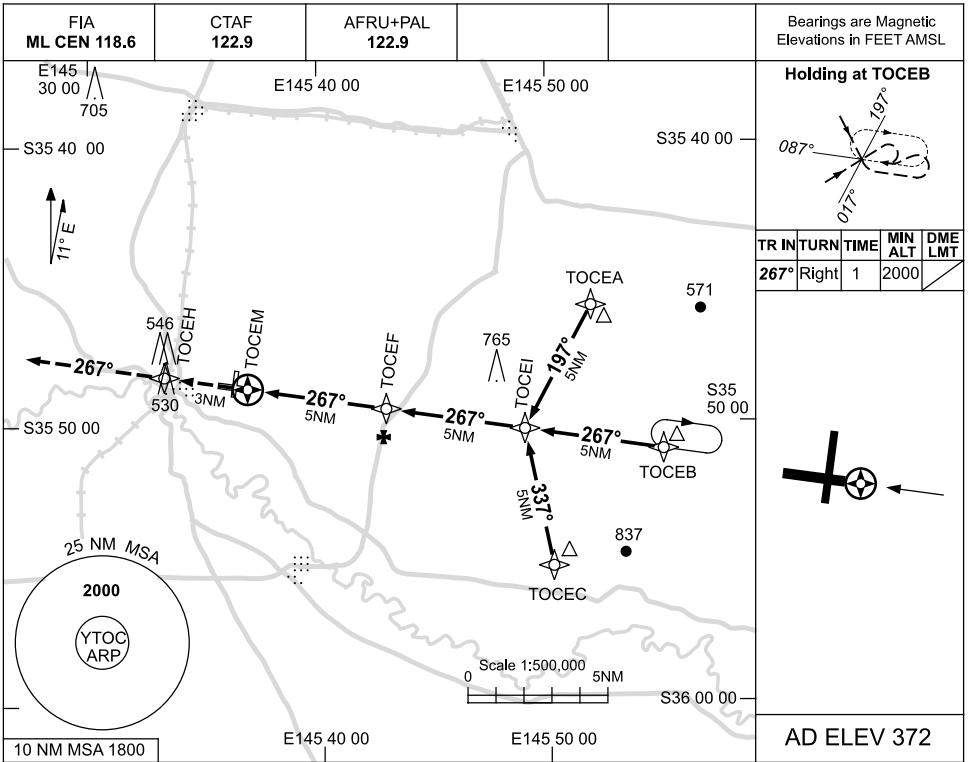 FIA
ML CEN 118.6
CTAF
122.9
AFRU+PAL
122.9
Bearings are Magnetic
Elevations in FEET AMSL
E145
30 00
705
E145 40 00
E145 50 00
S35 40 00
S35 40 00
11° E
Holding at TOCEB
197°
087°
017°
TR IN TURN TIME MIN ALT DME LMT
267° Right 1 2000
TOCEA
571
546
TOCEH
TOCEM
TOCEF
765
TOCEI
197°
5NM
267°
530
3NM
267°
5NM
267°
5NM
267°
5NM
S35
50 00
S35 50 00
TOCEB
337°
5NM
837
TOCEC
25 NM MSA
2000
YTOC
ARP
Scale 1:500,000
0 5NM
S36 00 00
10 NM MSA 1800
E145 40 00
E145 50 00
AD ELEV 372